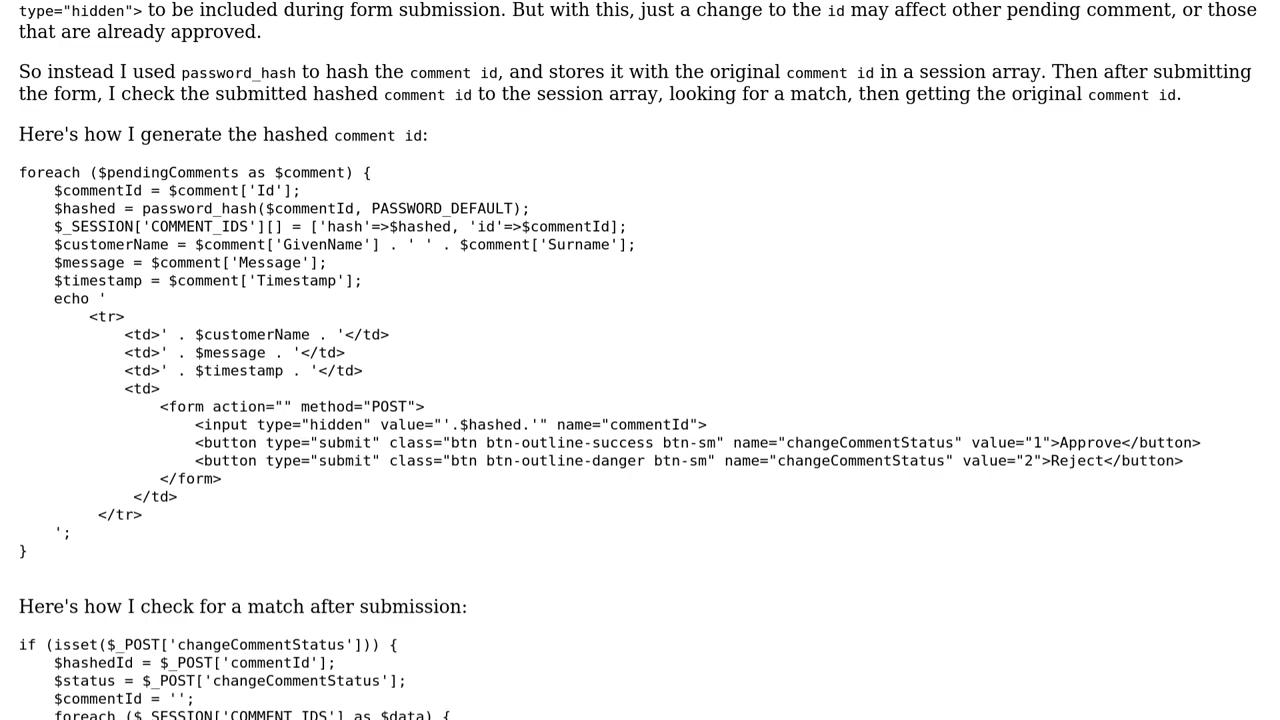 type="hidden"> to be included during form submission. But with this, just a change to the id may affect other pending comment, or those
that are already approved.
So instead I used password_hash to hash the comment id, and stores it with the original comment id in a session array. Then after submitting
the form, I check the submitted hashed comment id to the session array, looking for a match, then getting the original comment id.
Here's how I generate the hashed comment id:
foreach ($pendingComments as $comment) {
    $commentId = $comment['Id'];
    $hashed = password_hash($commentId, PASSWORD_DEFAULT);
    $_SESSION['COMMENT_IDS'][] = ['hash'=>$hashed, 'id'=>$commentId];
    $customerName = $comment['GivenName'] . ' ' . $comment['Surname'];
    $message = $comment['Message'];
    $timestamp = $comment['Timestamp'];
    echo '
        <tr>
            <td>' . $customerName . '</td>
            <td>' . $message . '</td>
            <td>' . $timestamp . '</td>
            <td>
                <form action="" method="POST">
                    <input type="hidden" value="'.$hashed.'" name="commentId">
                    <button type="submit" class="btn btn-outline-success btn-sm" name="changeCommentStatus" value="1">Approve</button>
                    <button type="submit" class="btn btn-outline-danger btn-sm" name="changeCommentStatus" value="2">Reject</button>
                </form>
             </td>
         </tr>
    ';
}
Here's how I check for a match after submission:
if (isset($_POST['changeCommentStatus'])) {
    $hashedId = $_POST['commentId'];
    $status = $_POST['changeCommentStatus'];
    $commentId = '';
    foreach ($_SESSION['COMMENT_IDS'] as $data) {